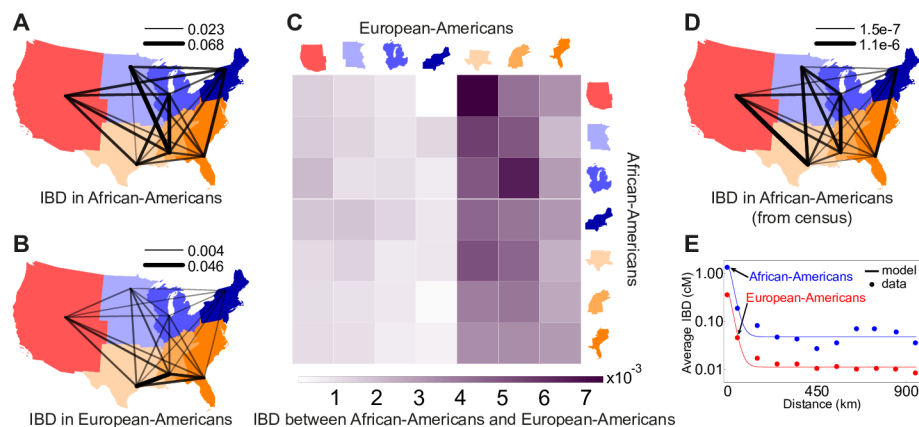 A
0.023
0.068
IBD in African-Americans
B
0.004
0.046
IBD in European-Americans
C
European-Americans
African-Americans
x10-3
1 2 3 4 5 6 7
IBD between African-Americans and European-Americans
D
1.5e-7
1.1e-6
IBD in African-Americans
(from census)
E
Average IBD (cM)
1.00
0.10
0.01
African-Americans
European-Americans
model
data
0 450 900
Distance (km)